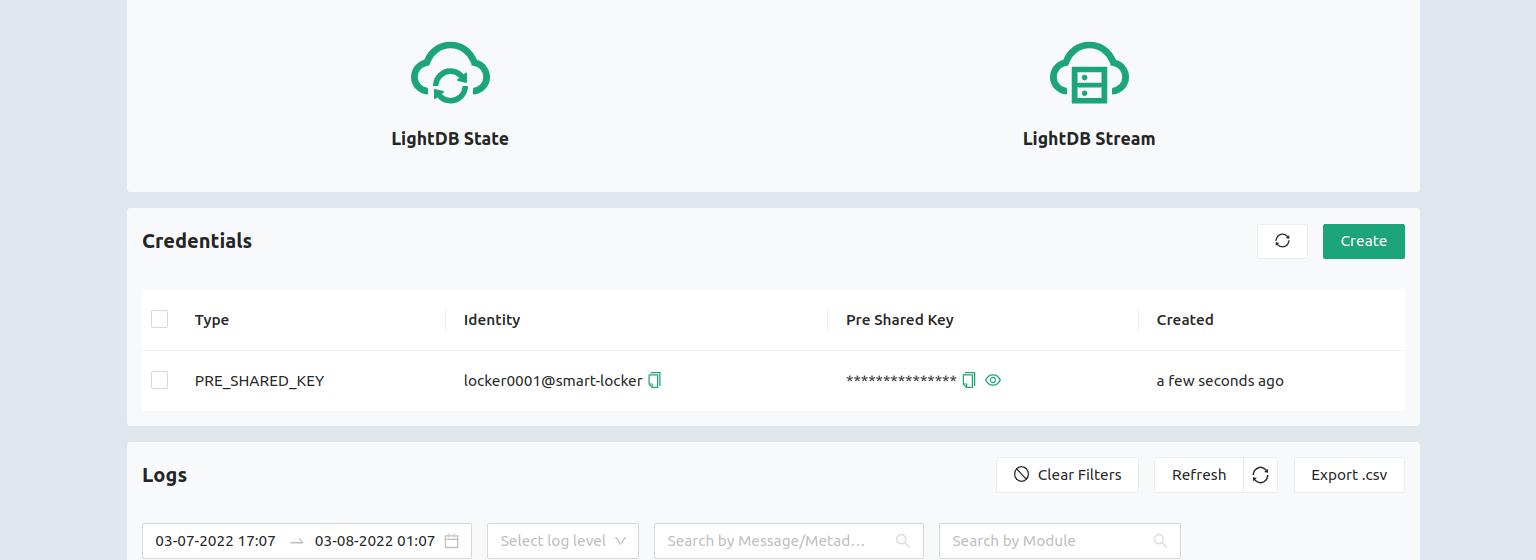 LightDB State LightDB Stream
Credentials Create
Type Identity Pre Shared Key Created
PRE_SHARED_KEY locker0001@smart-locker *************** a few seconds ago
Logs Clear Filters Refresh Export .csv
03-07-2022 17:07 → 03-08-2022 01:07 Select log level Search by Message/Metad... Search by Module